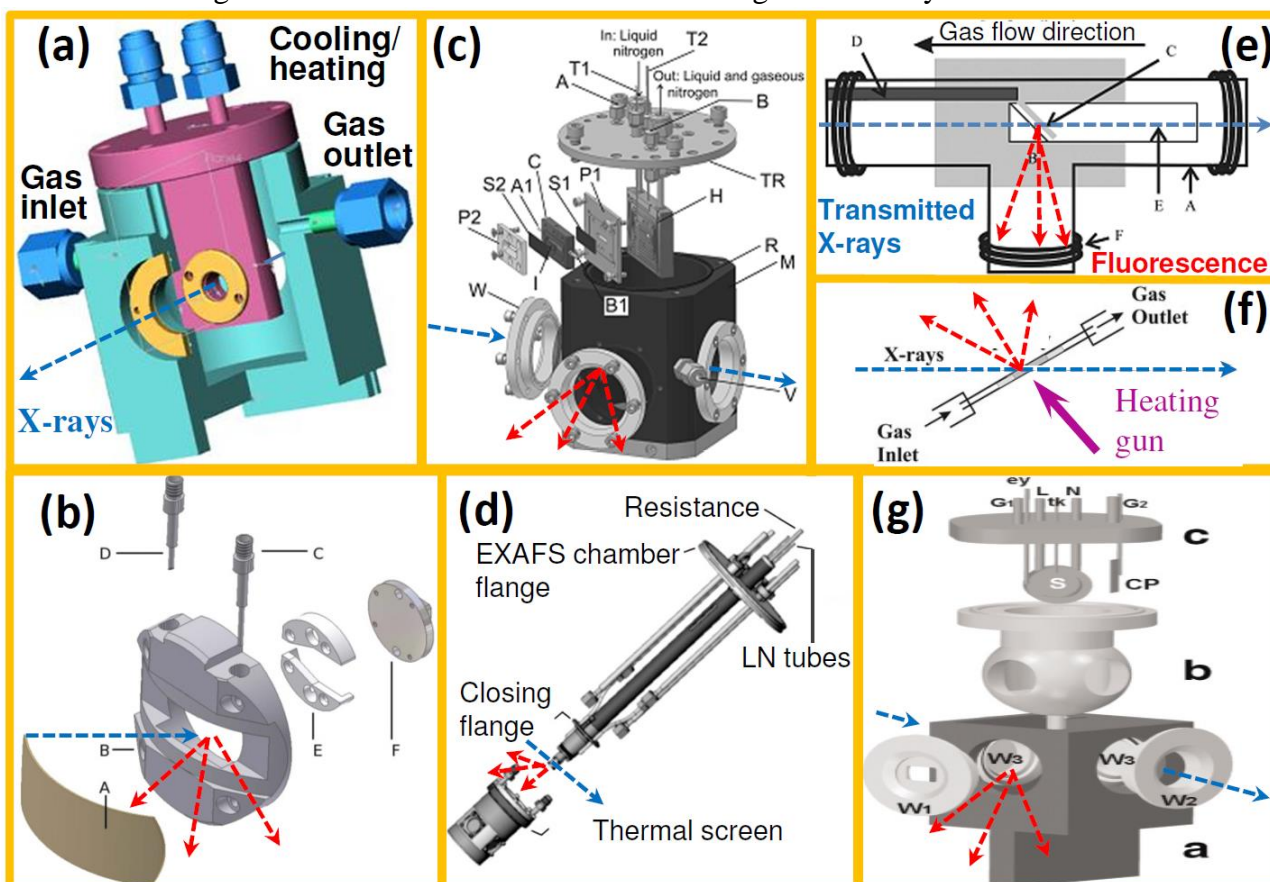 (a)
Cooling/
heating
Gas
outlet
Gas
inlet
X-rays
(c)
In: Liquid
nitrogen
T2
T1
Out: Liquid and gaseous
nitrogen
A
B
C
P1
S2
A1
S1
TR
H
P2
R
M
I
W
B1
V
(e)
Gas flow direction
D
C
B
E
A
Transmitted
X-rays
F
Fluorescence
(f)
Gas
Outlet
X-rays
Heating
gun
Gas
Inlet
(b)
D
C
B
A
E
F
(d)
Resistance
EXAFS chamber
flange
LN tubes
Closing
flange
Thermal screen
(g)
ey
G1
L
tk
N
G2
c
S
CP
b
W3
W3
W1
W2
a